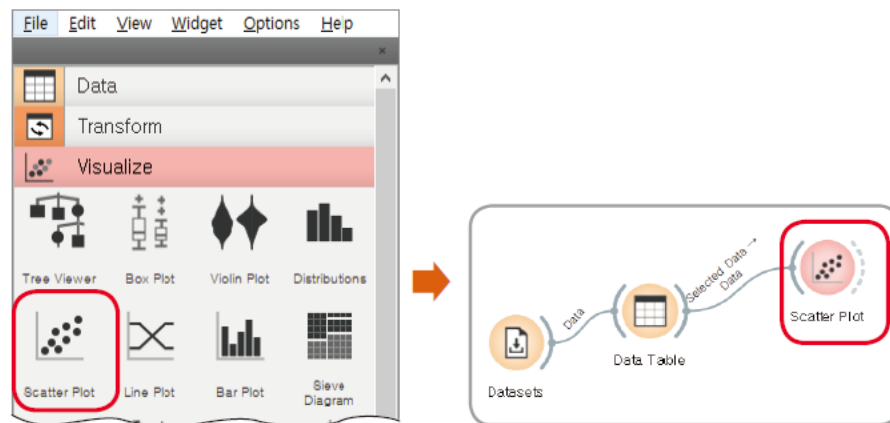 File Edit View Widget Options Help
×
Data
Transform
Visualize
Tree Viewer Box Plot Violin Plot Distributions
Scatter Plot Line Plot Bar Plot Sieve
Diagram
Data
Selected Data →
Data
Scatter Plot
Data Table
Datasets